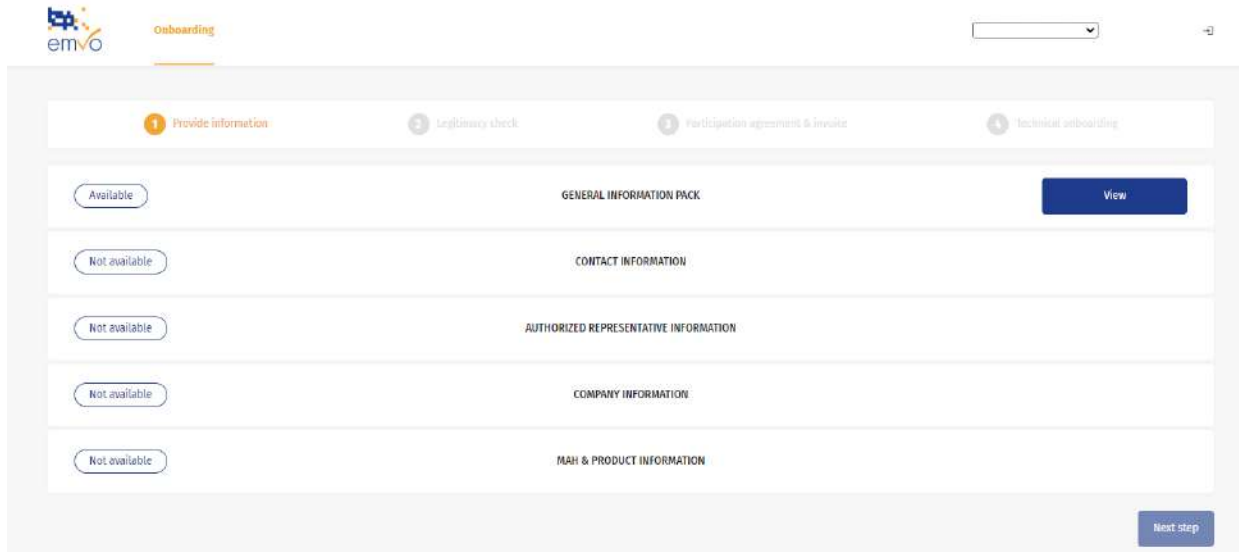 emvo
Onboarding
1 Provide information
2 Legitimacy check
3 Participation agreement & invoice
4 Technical onboarding
Available
GENERAL INFORMATION PACK
View
Not available
CONTACT INFORMATION
Not available
AUTHORIZED REPRESENTATIVE INFORMATION
Not available
COMPANY INFORMATION
Not available
MAH & PRODUCT INFORMATION
Next step